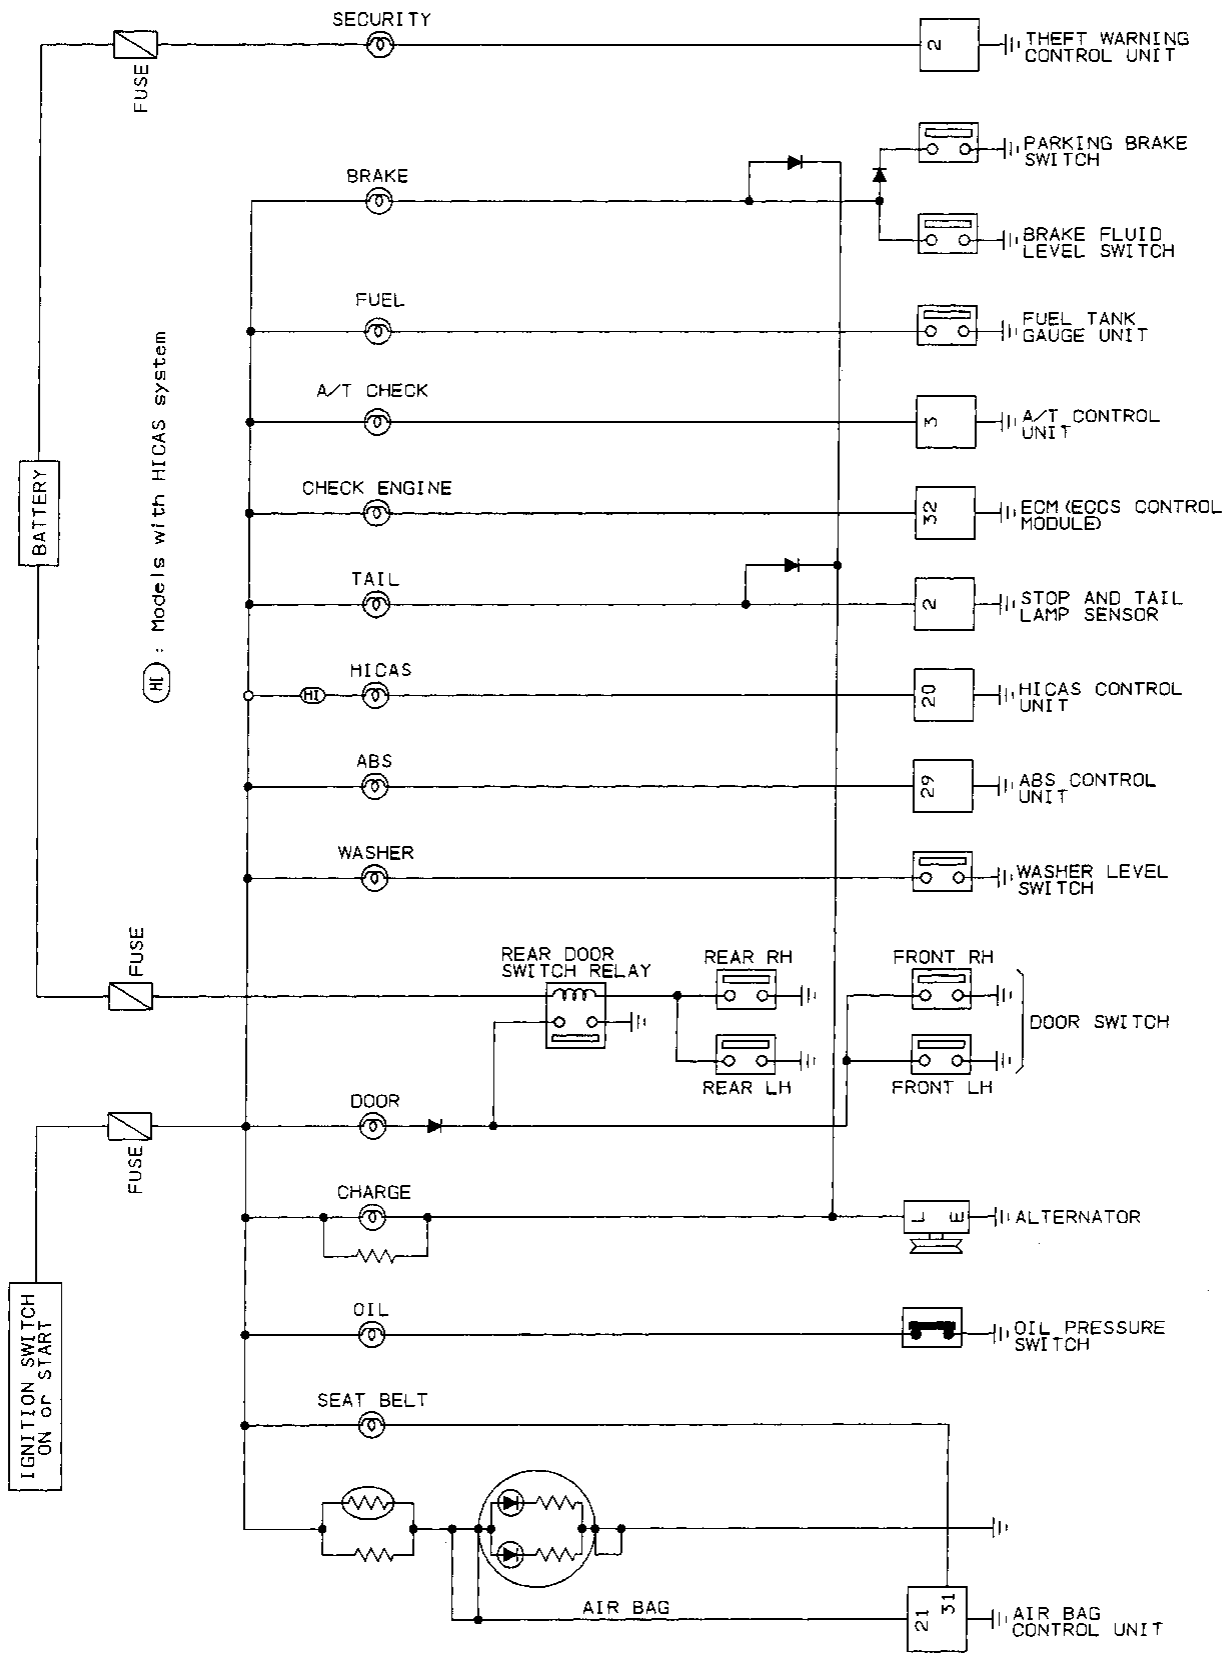 SECURITY
FUSE
2
THEFT WARNING
CONTROL UNIT
PARKING BRAKE
SWITCH
BRAKE
BRAKE FLUID
LEVEL SWITCH
FUEL
FUEL TANK
GAUGE UNIT
A/T CHECK
3
A/T CONTROL
UNIT
HI : Models with HICAS system
BATTERY
CHECK ENGINE
32
ECM (ECCS CONTROL
MODULE)
TAIL
2
STOP AND TAIL
LAMP SENSOR
HICAS
HI
20
HICAS CONTROL
UNIT
ABS
29
ABS CONTROL
UNIT
WASHER
WASHER LEVEL
SWITCH
FUSE
REAR DOOR
SWITCH RELAY
REAR RH
FRONT RH
DOOR SWITCH
REAR LH
FRONT LH
DOOR
FUSE
CHARGE
L E
ALTERNATOR
IGNITION SWITCH
ON or START
OIL
OIL PRESSURE
SWITCH
SEAT BELT
AIR BAG
21 31
AIR BAG
CONTROL UNIT